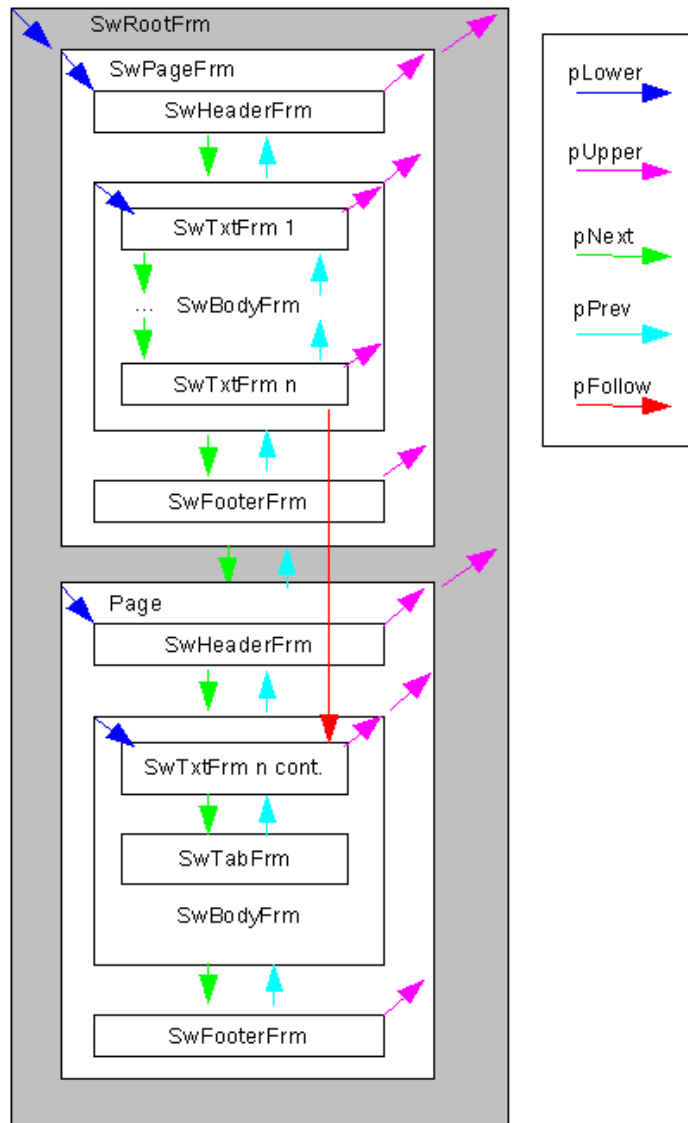 SwRootFrm
SwPageFrm
SwHeaderFrm
SwTxtFrm 1
... SwBodyFrm
SwTxtFrm n
SwFooterFrm
Page
SwHeaderFrm
SwTxtFrm n cont.
SwTabFrm
SwBodyFrm
SwFooterFrm
pLower
pUpper
pNext
pPrev
pFollow